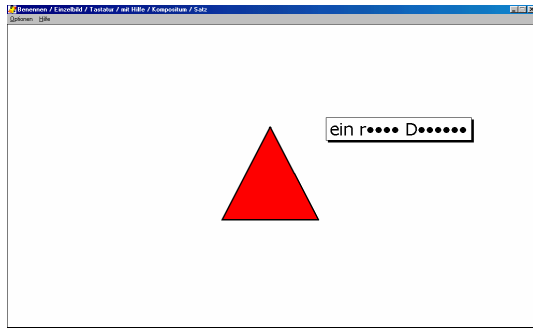 Benennen / Einzelbild / Tastatur / mit Hilfe / Kompositum / Satz
Optionen Hilfe
ein r●●●● D●●●●●●